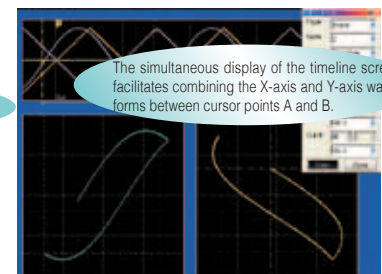 The simultaneous display of the timeline scre
facilitates combining the X-axis and Y-axis wa
forms between cursor points A and B.